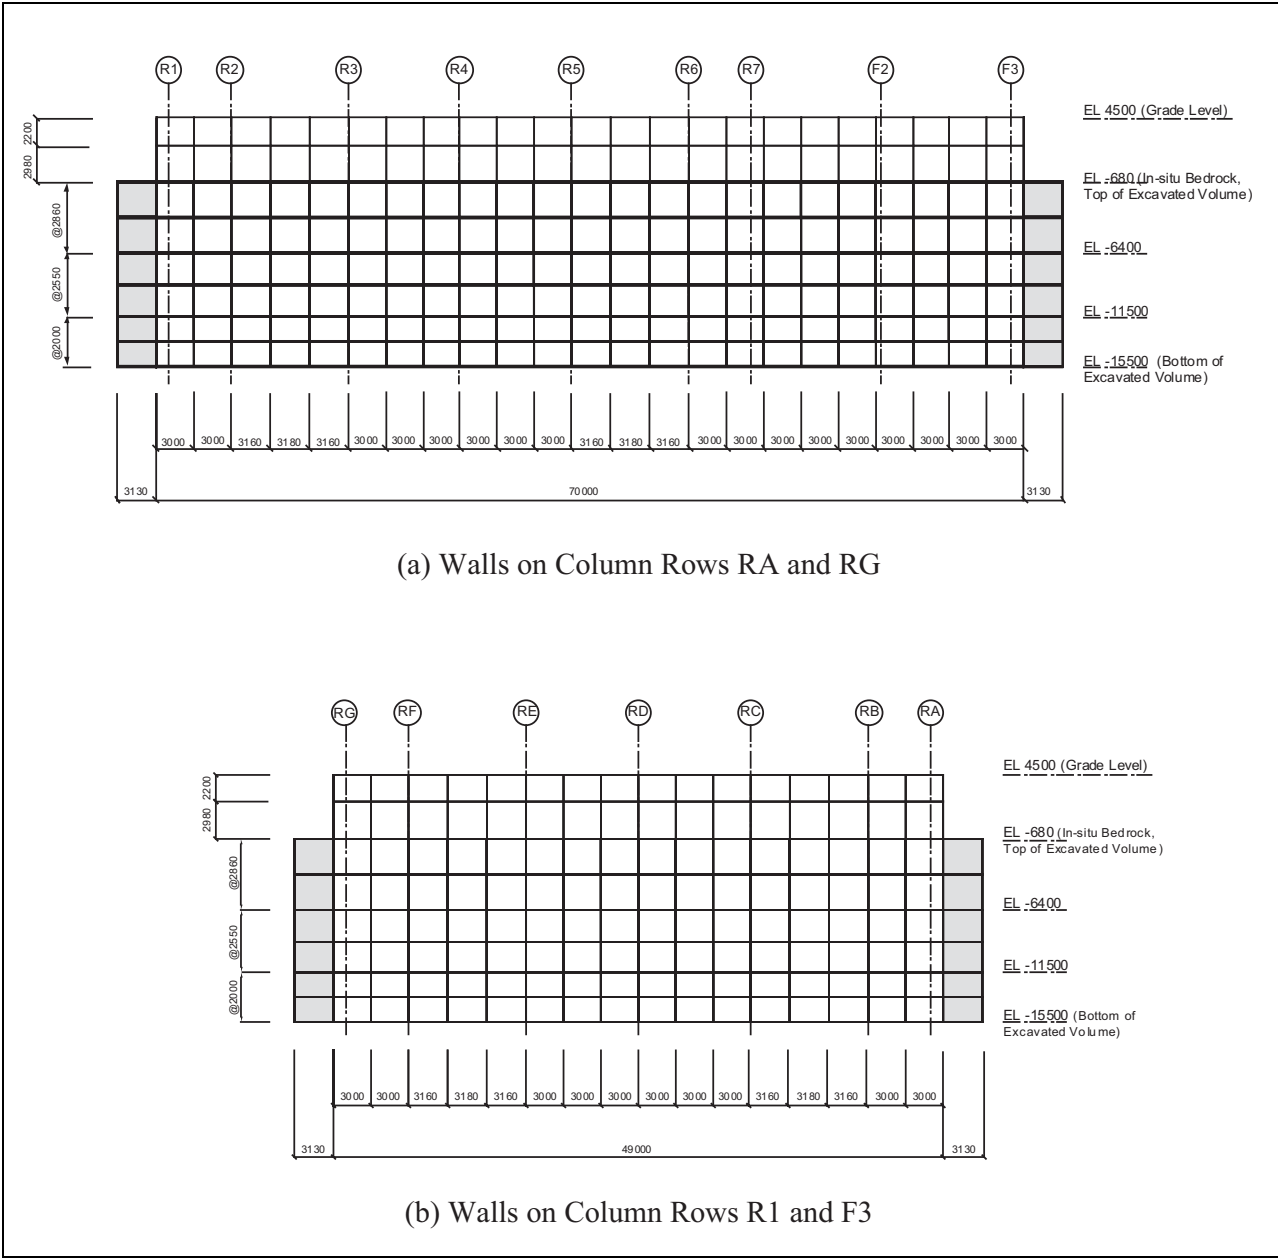 R1 R2 R3 R4 R5 R6 R7 F2 F3
EL 4500 (Grade Level)
2200
2980
EL -680 (In-situ Bedrock,
Top of Excavated Volume)
@2860
EL -6400
@2550
EL -11500
@2000
EL -15500 (Bottom of
Excavated Volume)
3000 3000 3160 3180 3160 3000 3000 3000 3000 3000 3000 3160 3180 3160 3000 3000 3000 3000 3000 3000 3000 3000 3000
3130 70000 3130
(a) Walls on Column Rows RA and RG
RG RF RE RD RC RB RA
EL 4500 (Grade Level)
2200
2980
EL -680 (In-situ Bedrock,
Top of Excavated Volume)
@2860
EL -6400
@2550
EL -11500
@2000
EL -15500 (Bottom of
Excavated Volume)
3000 3000 3160 3180 3160 3000 3000 3000 3000 3000 3000 3160 3180 3160 3000 3000
3130 49000 3130
(b) Walls on Column Rows R1 and F3